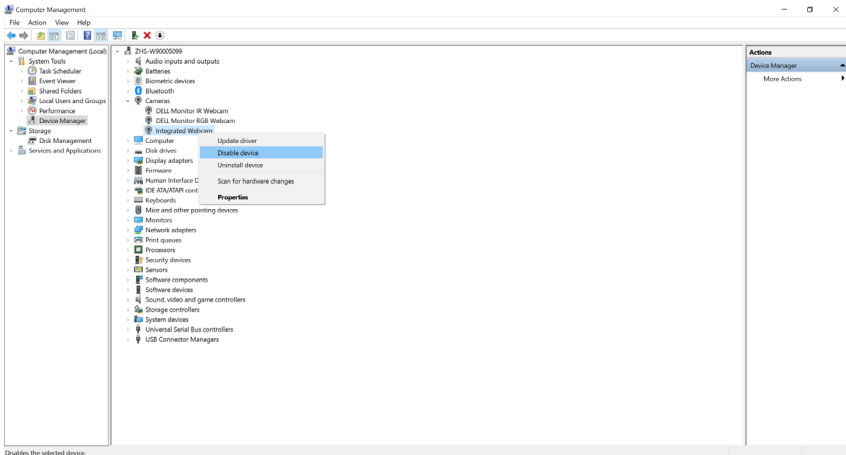 Computer Management
File Action View Help
Computer Management (Local)
System Tools
Task Scheduler
Event Viewer
Shared Folders
Local Users and Groups
Performance
Device Manager
Storage
Disk Management
Services and Applications
ZHS-W90005099
Audio inputs and outputs
Batteries
Biometric devices
Bluetooth
Cameras
DELL Monitor IR Webcam
DELL Monitor RGB Webcam
Integrated Webcam
Computer
Disk drives
Display adapters
Firmware
Human Interface D
IDE ATA/ATAPI cont
Keyboards
Mice and other pointing devices
Monitors
Network adapters
Print queues
Processors
Security devices
Sensors
Software components
Software devices
Sound, video and game controllers
Storage controllers
System devices
Universal Serial Bus controllers
USB Connector Managers
Update driver
Disable device
Uninstall device
Scan for hardware changes
Properties
Actions
Device Manager
More Actions
Disables the selected device.